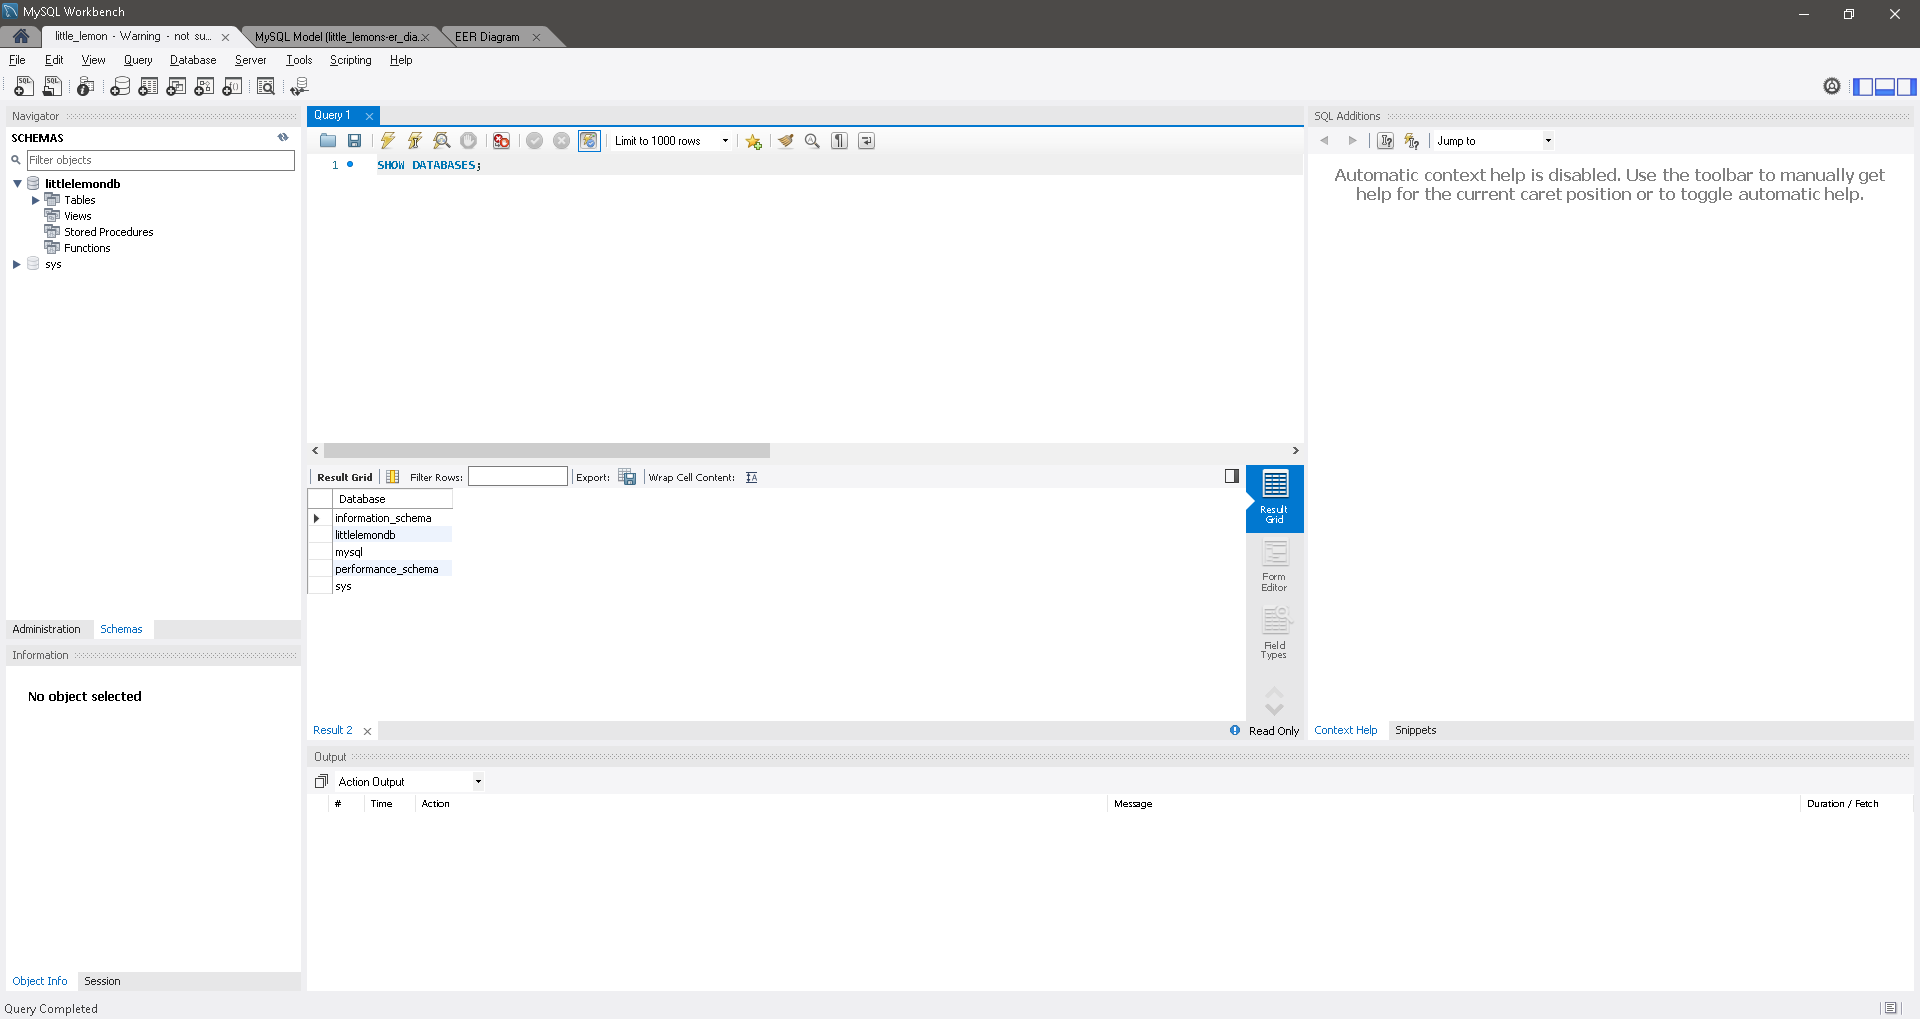 MySQL Workbench
little_lemon - Warning - not su...
MySQL Model (little_lemons-er_dia...
EER Diagram
File Edit View Query Database Server Tools Scripting Help
Navigator
SCHEMAS
Filter objects
littlelemondb
Tables
Views
Stored Procedures
Functions
sys
Administration Schemas
Information
No object selected
Object Info Session
Query 1
Limit to 1000 rows
1 SHOW DATABASES;
Result Grid Filter Rows: Export: Wrap Cell Content:
Database
information_schema
littlelemondb
mysql
performance_schema
sys
Result
Grid
Form
Editor
Field
Types
Result 2
Read Only
SQL Additions
Jump to
Automatic context help is disabled. Use the toolbar to manually get
help for the current caret position or to toggle automatic help.
Context Help Snippets
Output
Action Output
# Time Action Message Duration / Fetch
Query Completed